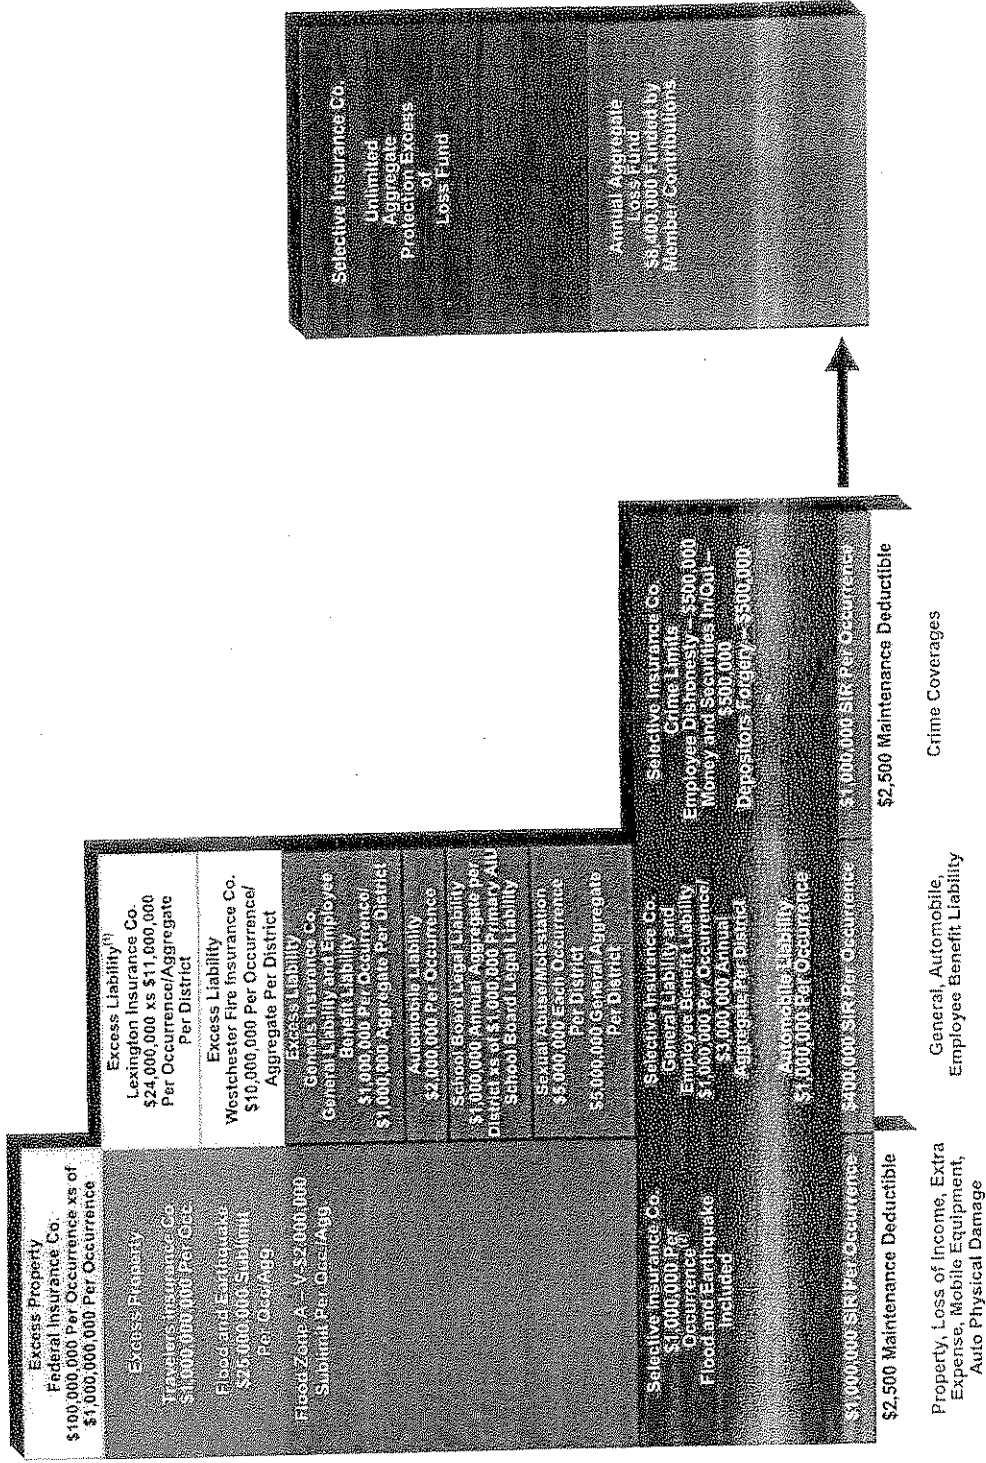 Excess Property
Federal Insurance Co.
$100,000,000 Per Occurrence xs of
$1,000,000,000 Per Occurrence
Excess Property
Travelers Insurance Co.
$1,000,000,000 Per Occ.
Flood and Earthquake
$25,000,000 Sublimit
Per Occ/Agg.
Flood Zone A – V-$2,000,000
Sublimit Per Occ./Agg.
Selective Insurance Co.
$1,000,000 Per
Occurrence
Flood and Earthquake
Included
$1,000,000 SIR Per Occurrence
$2,500 Maintenance Deductible
Property, Loss of Income, Extra
Expense, Mobile Equipment,
Auto Physical Damage
Excess Liability(1)
Lexington Insurance Co.
$24,000,000 xs $11,000,000
Per Occurrence/Aggregate
Per District
Excess Liability
Westchester Fire Insurance Co.
$10,000,000 Per Occurrence/
Aggregate Per District
Excess Liability
Insurance Co.
General Liability and Employee
Benefit Liability
$1,000,000 Per Occurrence/
$1,000,000 Aggregate Per District
Automobile Liability
$2,000,000 Per Occurrence
School Board Legal Liability
$1,000,000 Annual Aggregate per
District xs of $1,000,000 Primary AIU
School Board Legal Liability
Sexual Abuse/Molestation
$5,000,000 Each Occurrence
Per District
$5,000,000 General Aggregate
Per District
Selective Insurance Co.
General Liability and
Employee Benefit Liability
$1,000,000 Per Occurrence/
$3,000,000 Annual
Aggregate Per District
Automobile Liability
$1,000,000 Per Occurrence
$400,000 SIR Per Occurrence
General, Automobile,
Employee Benefit Liability
Selective Insurance Co.
Crime Limits
Employee Dishonesty – $500,000
Money and Securities In/Out –
$500,000
Depositors Forgery – $500,000
$1,000,000 SIR Per Occurrence
$2,500 Maintenance Deductible
Crime Coverages
Selective Insurance Co.
Unlimited
Aggregate
Protection Excess
of
Loss Fund
Annual Aggregate
Loss Fund
$8,400,000 Funded by
Member Contributions